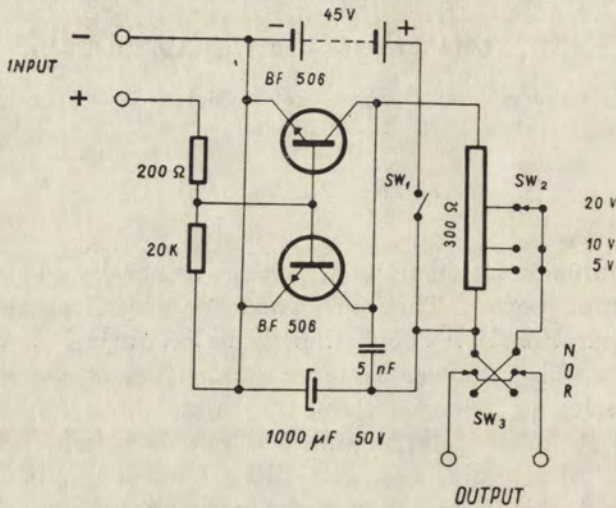 45V
− +
−
INPUT
+
BF 506
200 Ω
SW₁
300 Ω
SW₂
20 V
10 V
5 V
20K
BF 506
5 nF
N
O
R
SW₃
1000 µF 50V
OUTPUT